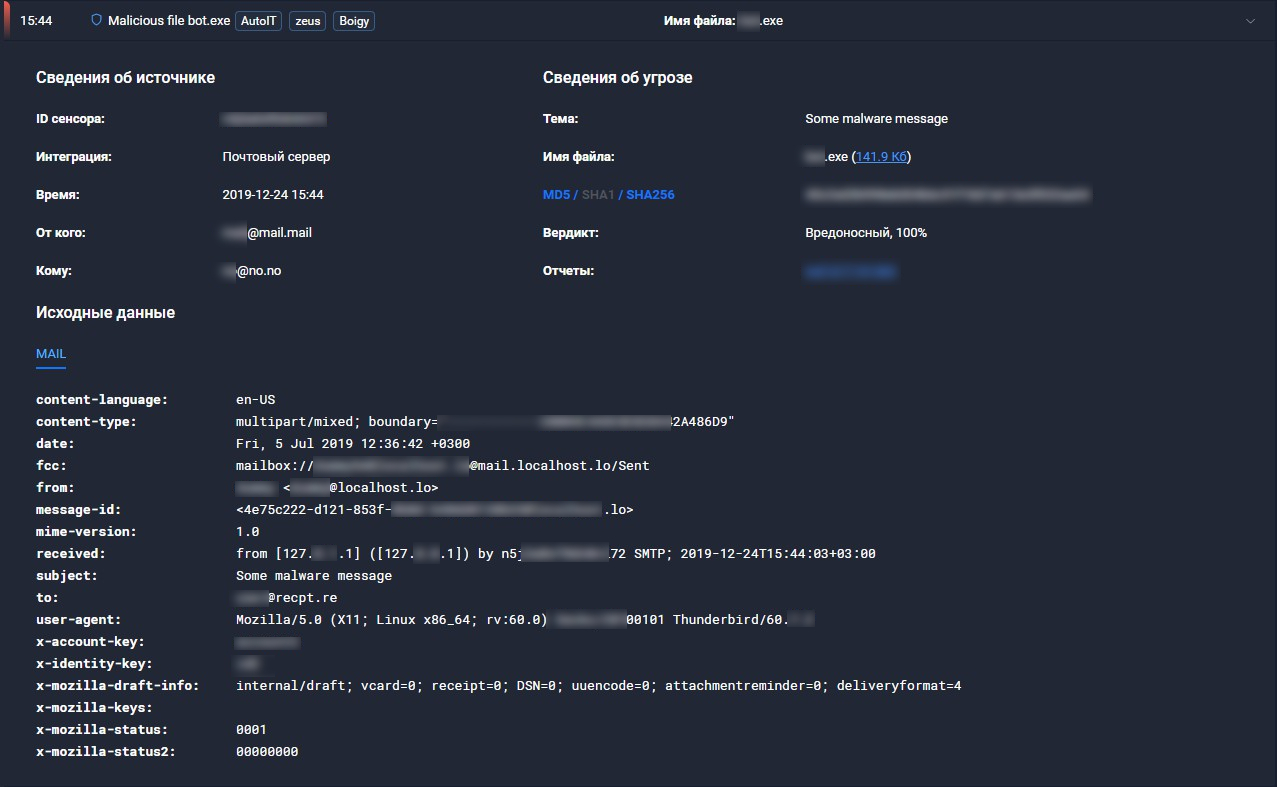 15:44 Malicious file bot.exe AutoIT zeus Boigy Имя файла: .exe
Сведения об источнике
ID сенсора:
Интеграция: Почтовый сервер
Время: 2019-12-24 15:44
От кого: @mail.mail
Кому: @no.no
Сведения об угрозе
Тема: Some malware message
Имя файла: .exe (141.9 Кб)
MD5 / SHA1 / SHA256
Вердикт: Вредоносный, 100%
Отчеты:
Исходные данные
MAIL
content-language: en-US
content-type: multipart/mixed; boundary= 2A486D9"
date: Fri, 5 Jul 2019 12:36:42 +0300
fcc: mailbox:// @mail.localhost.lo/Sent
from: < @localhost.lo>
message-id: <4e75c222-d121-853f- .lo>
mime-version: 1.0
received: from [127. .1] ([127. .1]) by n5j 72 SMTP; 2019-12-24T15:44:03+03:00
subject: Some malware message
to: @recpt.re
user-agent: Mozilla/5.0 (X11; Linux x86_64; rv:60.0) 00101 Thunderbird/60.
x-account-key:
x-identity-key:
x-mozilla-draft-info: internal/draft; vcard=0; receipt=0; DSN=0; uuencode=0; attachmentreminder=0; deliveryformat=4
x-mozilla-keys:
x-mozilla-status: 0001
x-mozilla-status2: 00000000